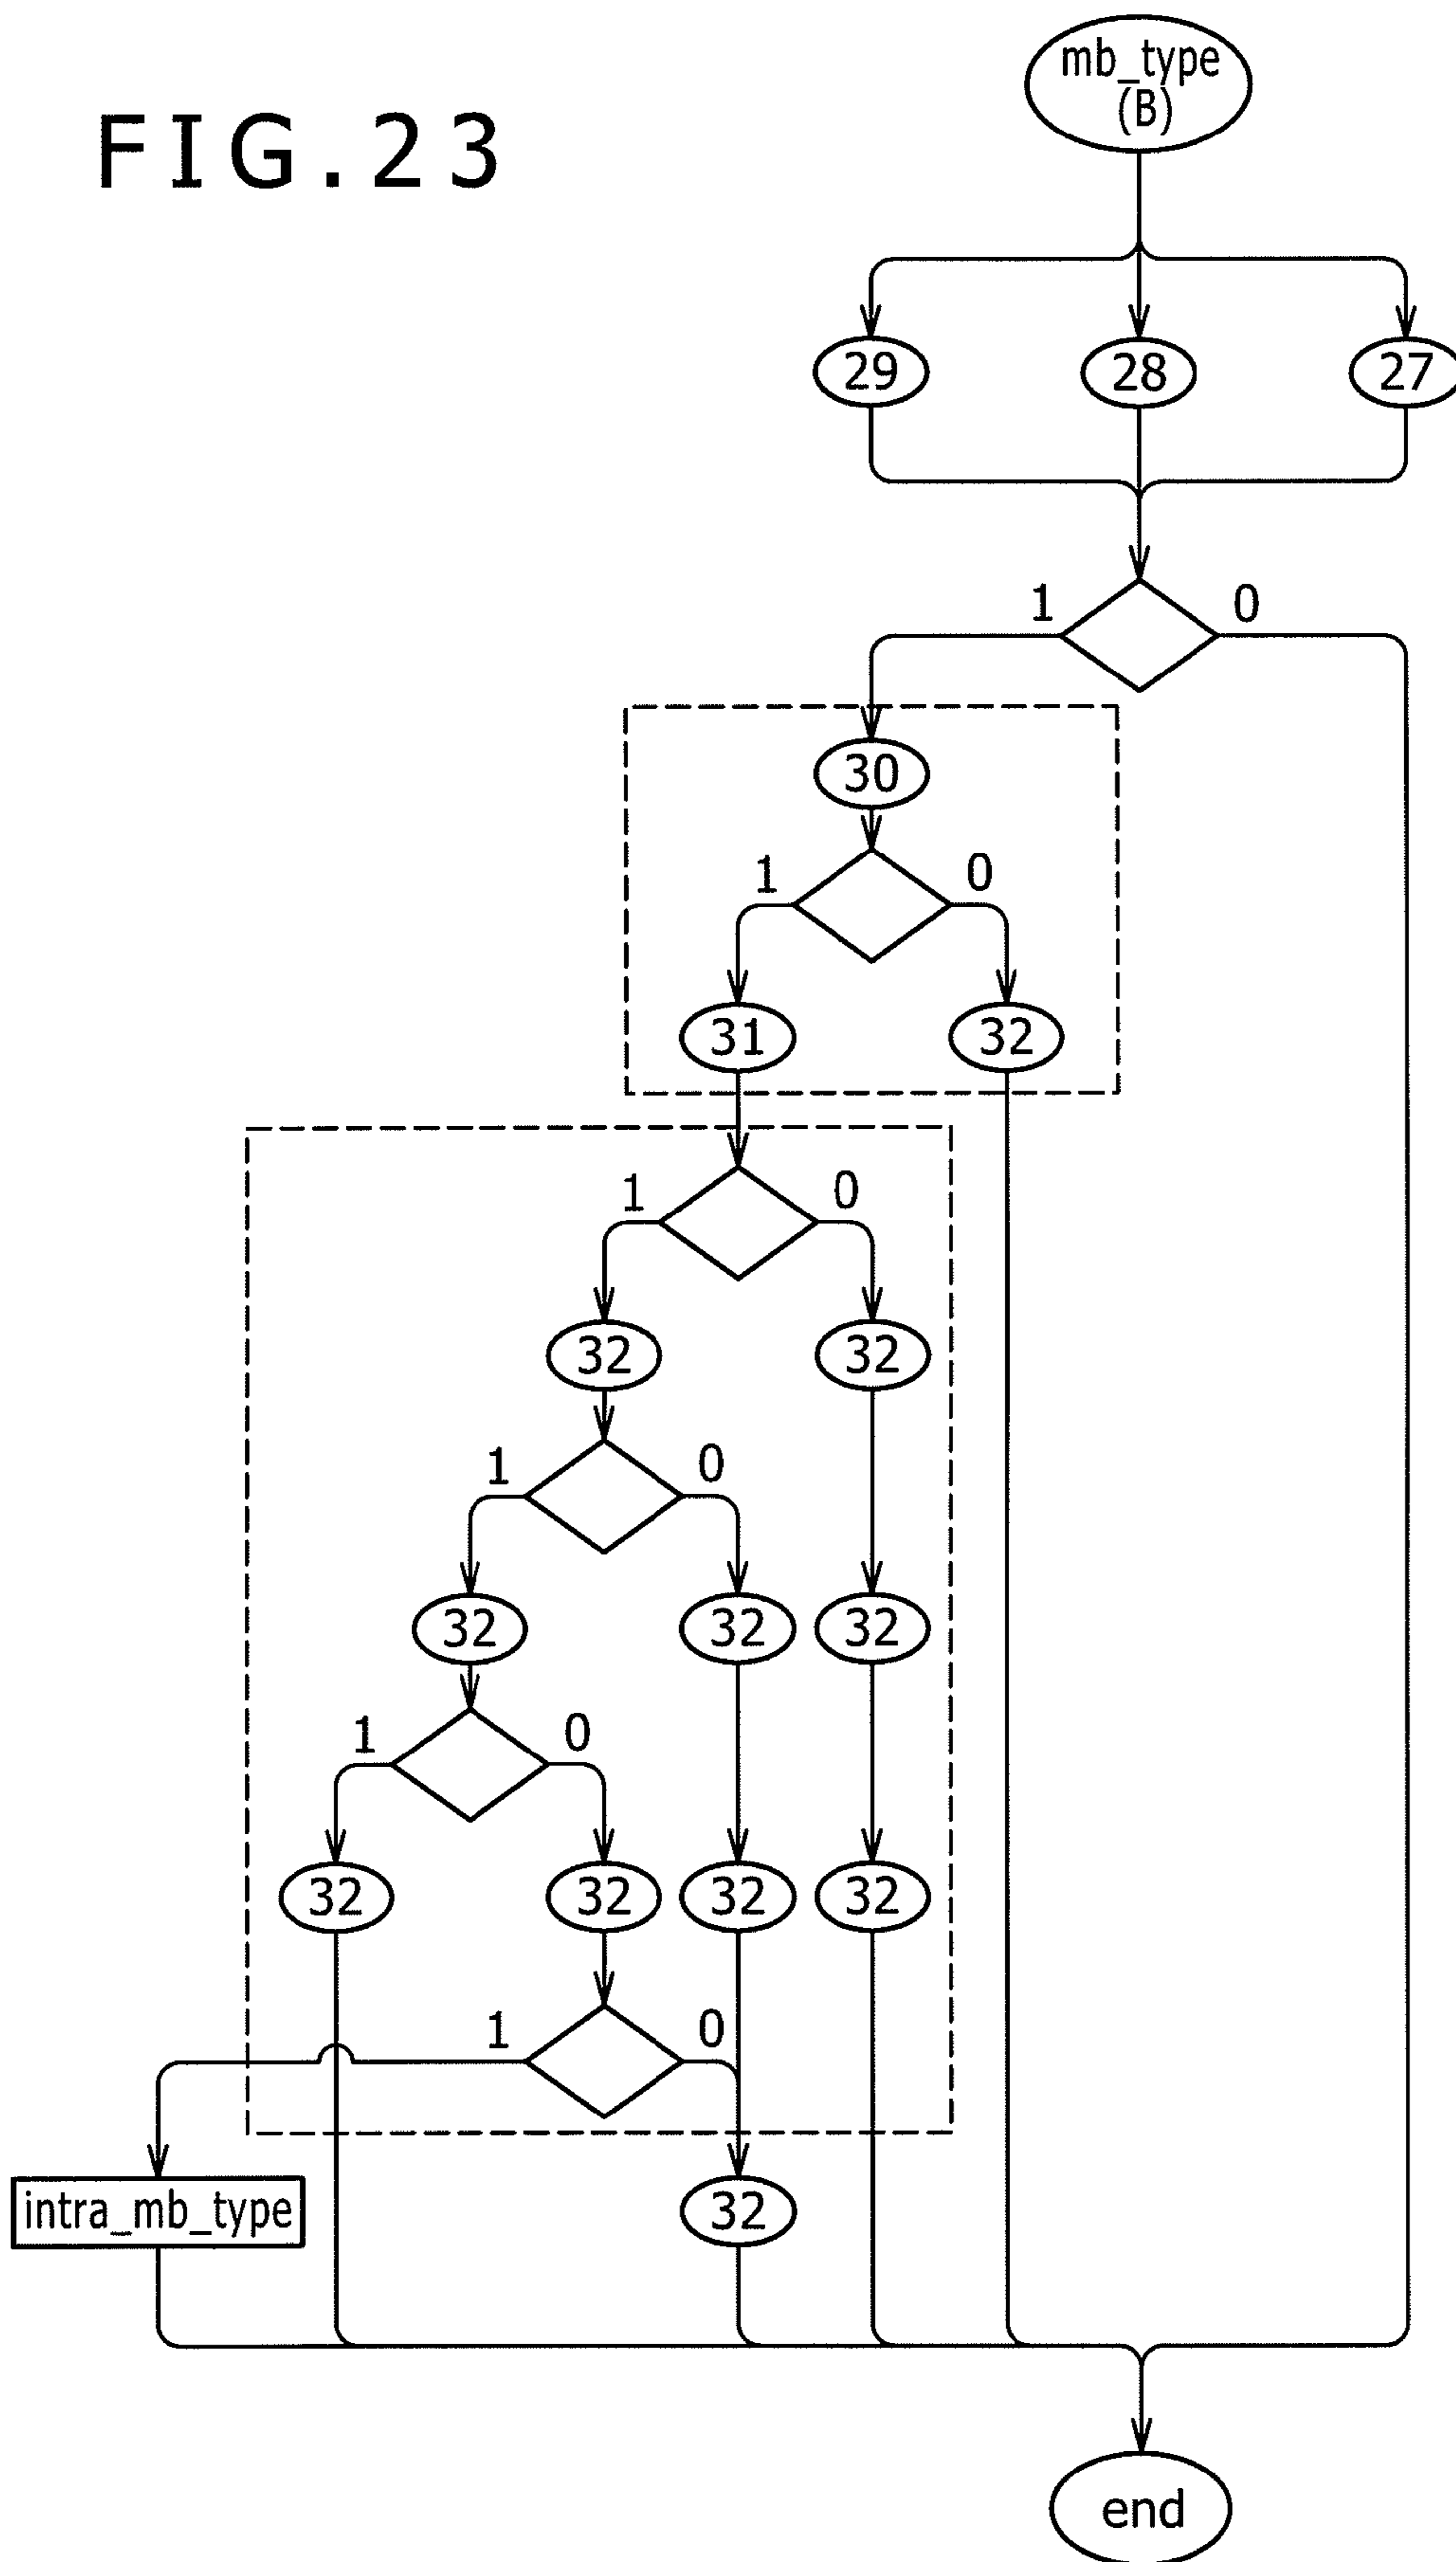 FIG.23
mb_type
(B)
29 28 27
1 0
30
1 0
31 32
1 0
32 32
1 0
32 32 32
1 0
32 32 32 32
1 0
intra_mb_type 32
end